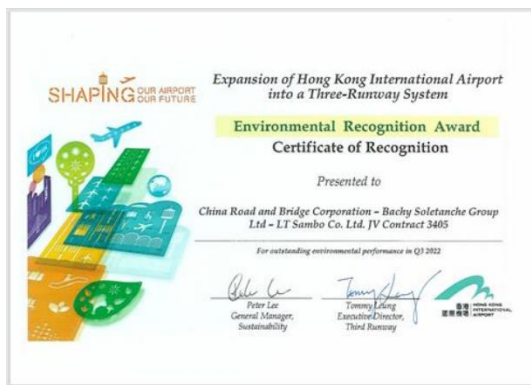 SHAPING OUR AIRPORT
OUR FUTURE
Expansion of Hong Kong International Airport
into a Three-Runway System
Environmental Recognition Award
Certificate of Recognition
Presented to
China Road and Bridge Corporation – Bachy Soletanche Group
Ltd – LT Sambo Co. Ltd. JV Contract 3405
For outstanding environmental performance in Q3 2022
Peter Lee
General Manager,
Sustainability
Tommy Leung
Executive Director,
Third Runway
香港
國際機場
HONG KONG
INTERNATIONAL
AIRPORT